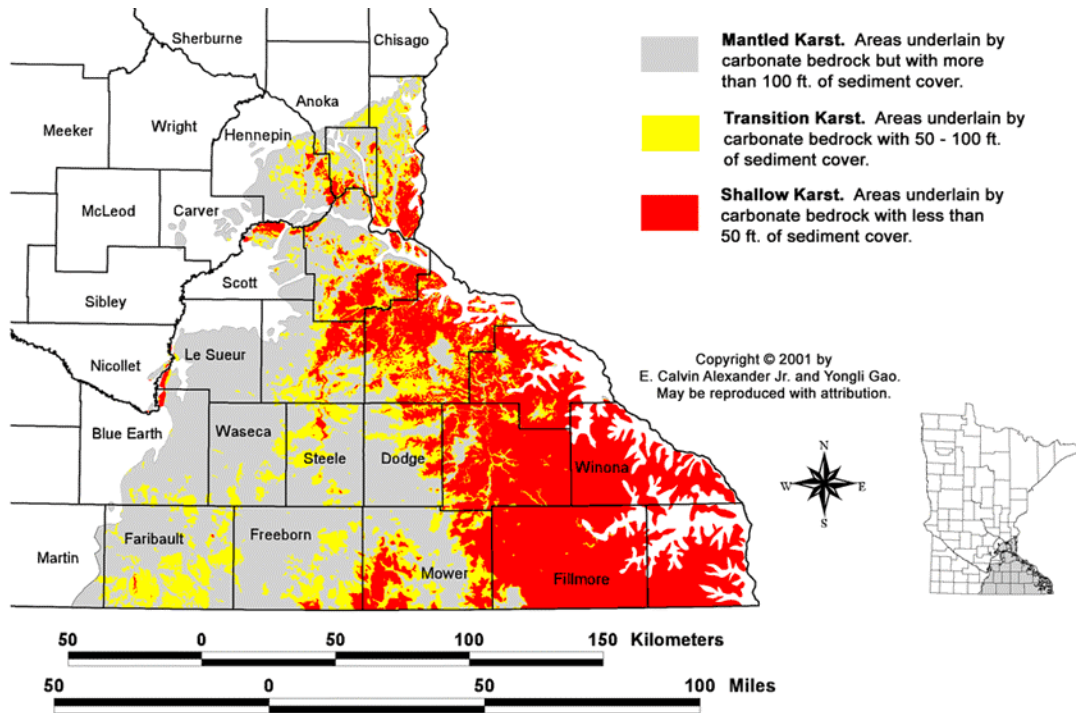 Sherburne
Chisago
Anoka
Meeker
Wright
Hennepin
McLeod
Carver
Scott
Sibley
Nicollet
Le Sueur
Blue Earth
Waseca
Steele
Dodge
Winona
Martin
Faribault
Freeborn
Mower
Fillmore
Mantled Karst. Areas underlain by
carbonate bedrock but with more
than 100 ft. of sediment cover.
Transition Karst. Areas underlain by
carbonate bedrock with 50 - 100 ft.
of sediment cover.
Shallow Karst. Areas underlain by
carbonate bedrock with less than
50 ft. of sediment cover.
Copyright © 2001 by
E. Calvin Alexander Jr. and Yongli Gao.
May be reproduced with attribution.
N
W E
S
50 0 50 100 150 Kilometers
50 0 50 100 Miles